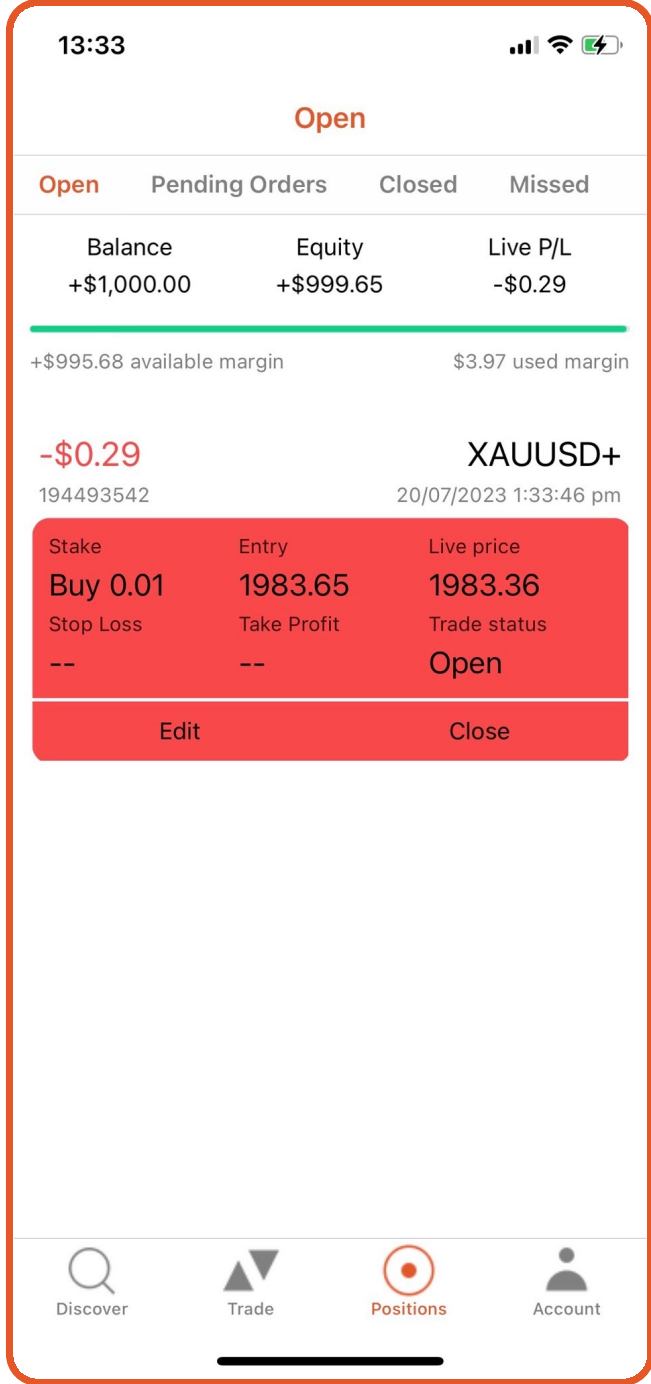 13:33
Open
Open Pending Orders Closed Missed
Balance Equity Live P/L
+$1,000.00 +$999.65 -$0.29
+$995.68 available margin $3.97 used margin
-$0.29 XAUUSD+
194493542 20/07/2023 1:33:46 pm
Stake Entry Live price
Buy 0.01 1983.65 1983.36
Stop Loss Take Profit Trade status
-- -- Open
Edit Close
Discover Trade Positions Account